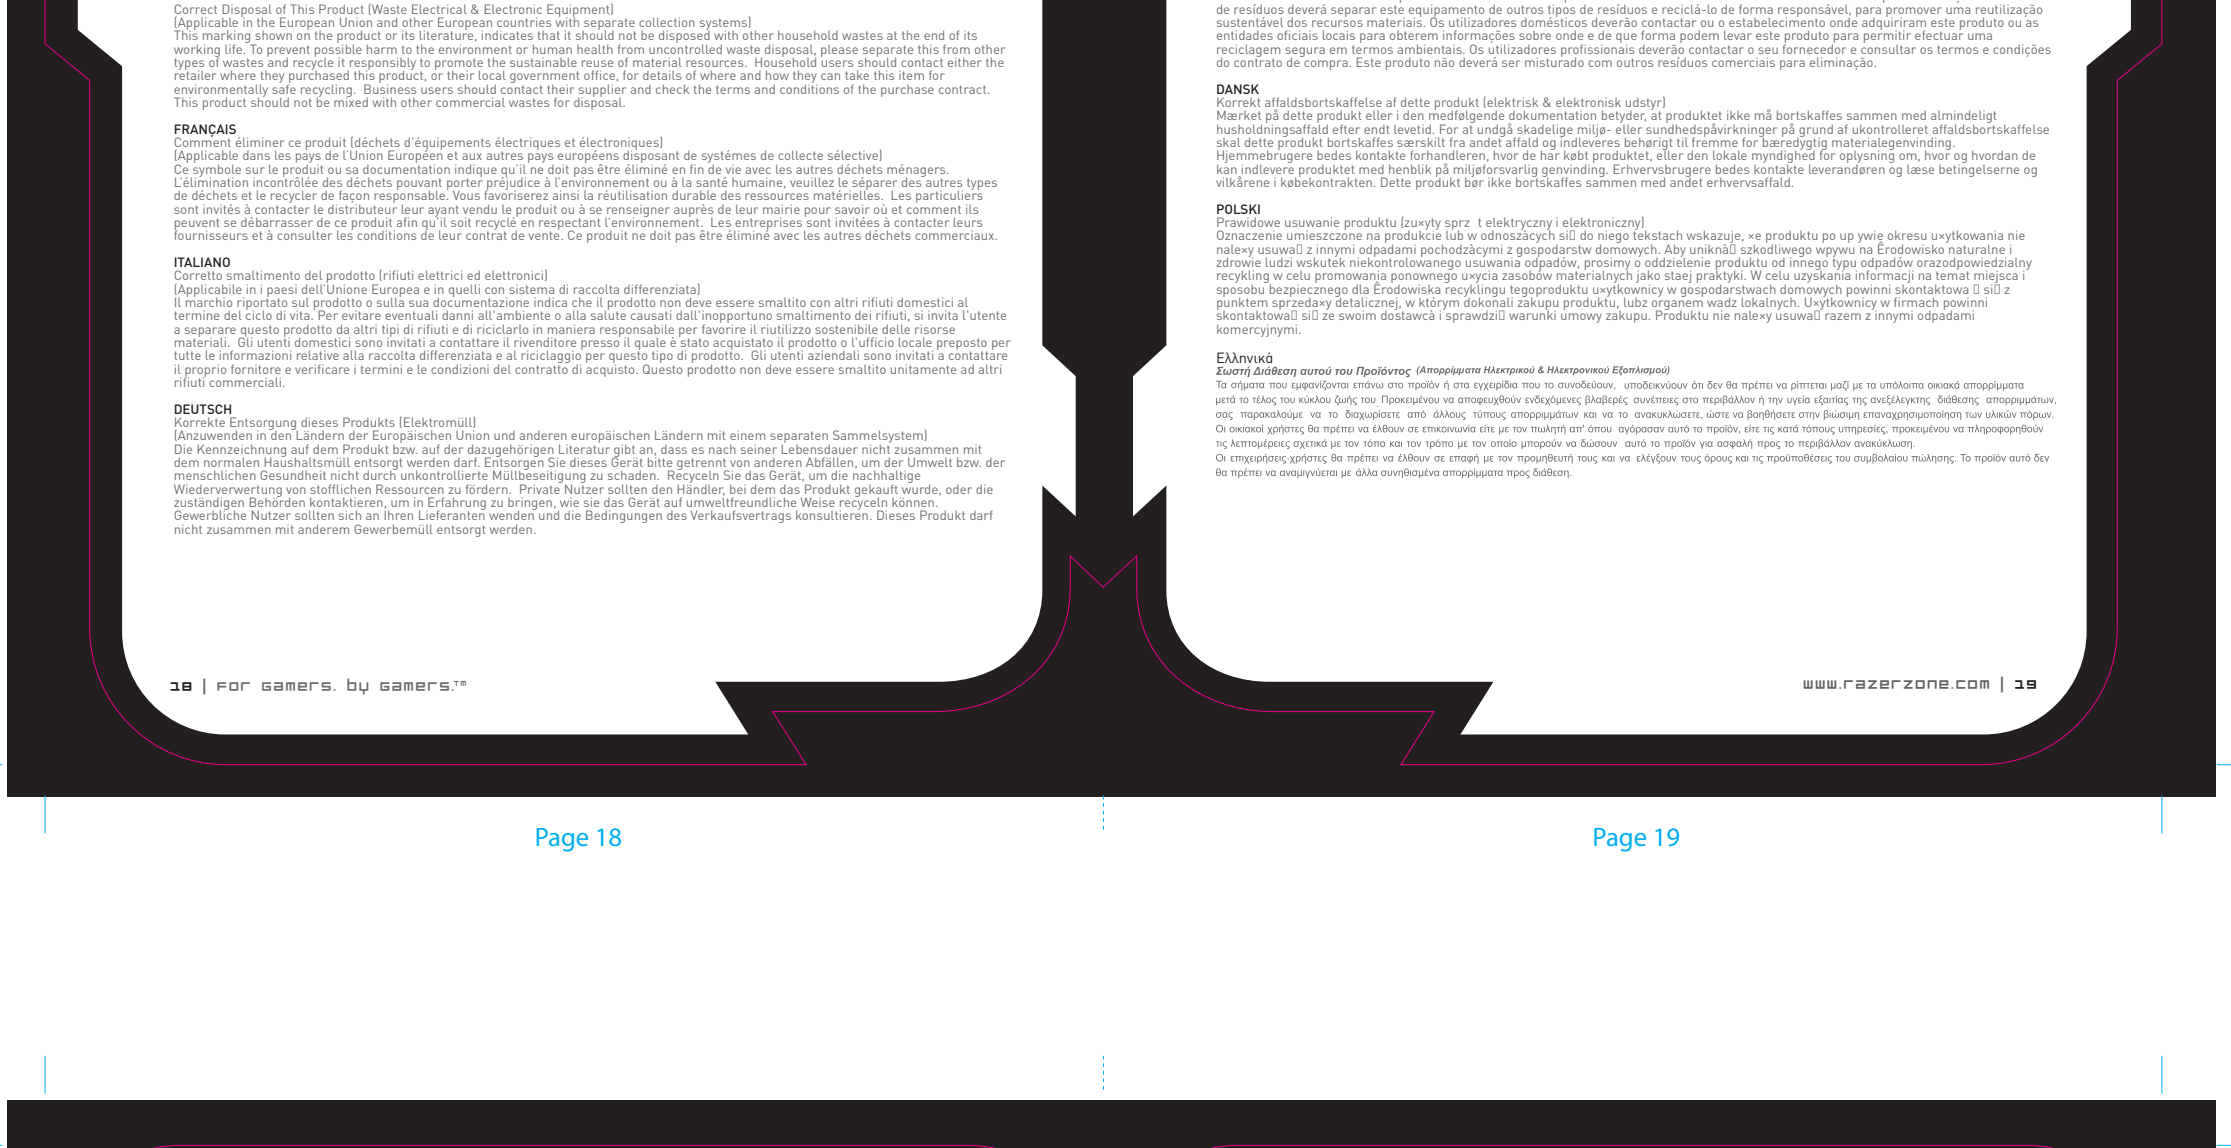 Correct Disposal of This Product (Waste Electrical & Electronic Equipment)
(Applicable in the European Union and other European countries with separate collection systems)
This marking shown on the product or its literature, indicates that it should not be disposed with other household wastes at the end of its
working life. To prevent possible harm to the environment or human health from uncontrolled waste disposal, please separate this from other
types of wastes and recycle it responsibly to promote the sustainable reuse of material resources.  Household users should contact either the
retailer where they purchased this product, or their local government office, for details of where and how they can take this item for
environmentally safe recycling.  Business users should contact their supplier and check the terms and conditions of the purchase contract.
This product should not be mixed with other commercial wastes for disposal.
FRANÇAIS
Comment éliminer ce produit (déchets d'équipements électriques et électroniques)
(Applicable dans les pays de l'Union Européen et aux autres pays européens disposant de systémes de collecte sélective)
Ce symbole sur le produit ou sa documentation indique qu'il ne doit pas être éliminé en fin de vie avec les autres déchets ménagers.
L'élimination incontrôlée des déchets pouvant porter préjudice à l'environnement ou à la santé humaine, veuillez le séparer des autres types
de déchets et le recycler de façon responsable. Vous favoriserez ainsi la réutilisation durable des ressources matérielles.  Les particuliers
sont invités à contacter le distributeur leur ayant vendu le produit ou à se renseigner auprès de leur mairie pour savoir où et comment ils
peuvent se débarrasser de ce produit afin qu'il soit recyclé en respectant l'environnement.  Les entreprises sont invitées à contacter leurs
fournisseurs et à consulter les conditions de leur contrat de vente. Ce produit ne doit pas être éliminé avec les autres déchets commerciaux.
ITALIANO
Corretto smaltimento del prodotto (rifiuti elettrici ed elettronici)
(Applicabile in i paesi dell'Unione Europea e in quelli con sistema di raccolta differenziata)
Il marchio riportato sul prodotto o sulla sua documentazione indica che il prodotto non deve essere smaltito con altri rifiuti domestici al
termine del ciclo di vita. Per evitare eventuali danni all'ambiente o alla salute causati dall'inopportuno smaltimento dei rifiuti, si invita l'utente
a separare questo prodotto da altri tipi di rifiuti e di riciclarlo in maniera responsabile per favorire il riutilizzo sostenibile delle risorse
materiali.  Gli utenti domestici sono invitati a contattare il rivenditore presso il quale è stato acquistato il prodotto o l'ufficio locale preposto per
tutte le informazioni relative alla raccolta differenziata e al riciclaggio per questo tipo di prodotto.  Gli utenti aziendali sono invitati a contattare
il proprio fornitore e verificare i termini e le condizioni del contratto di acquisto. Questo prodotto non deve essere smaltito unitamente ad altri
rifiuti commerciali.
DEUTSCH
Korrekte Entsorgung dieses Produkts (Elektromüll)
(Anzuwenden in den Ländern der Europäischen Union und anderen europäischen Ländern mit einem separaten Sammelsystem)
Die Kennzeichnung auf dem Produkt bzw. auf der dazugehörigen Literatur gibt an, dass es nach seiner Lebensdauer nicht zusammen mit
dem normalen Haushaltsmüll entsorgt werden darf. Entsorgen Sie dieses Gerät bitte getrennt von anderen Abfällen, um der Umwelt bzw. der
menschlichen Gesundheit nicht durch unkontrollierte Müllbeseitigung zu schaden.  Recyceln Sie das Gerät, um die nachhaltige
Wiederverwertung von stofflichen Ressourcen zu fördern.  Private Nutzer sollten den Händler, bei dem das Produkt gekauft wurde, oder die
zuständigen Behörden kontaktieren, um in Erfahrung zu bringen, wie sie das Gerät auf umweltfreundliche Weise recyceln können.
Gewerbliche Nutzer sollten sich an Ihren Lieferanten wenden und die Bedingungen des Verkaufsvertrags konsultieren. Dieses Produkt darf
nicht zusammen mit anderem Gewerbemüll entsorgt werden.
18 | For Gamers. By Gamers.™
Page 18
de resíduos deverá separar este equipamento de outros tipos de resíduos e reciclá-lo de forma responsável, para promover uma reutilização
sustentável dos recursos materiais. Os utilizadores domésticos deverão contactar ou o estabelecimento onde adquiriram este produto ou as
entidades oficiais locais para obterem informações sobre onde e de que forma podem levar este produto para permitir efectuar uma
reciclagem segura em termos ambientais. Os utilizadores profissionais deverão contactar o seu fornecedor e consultar os termos e condições
do contrato de compra. Este produto não deverá ser misturado com outros resíduos comerciais para eliminação.
DANSK
Korrekt affaldsbortskaffelse af dette produkt (elektrisk & elektronisk udstyr)
Mærket på dette produkt eller i den medfølgende dokumentation betyder, at produktet ikke må bortskaffes sammen med almindeligt
husholdningsaffald efter endt levetid. For at undgå skadelige miljø- eller sundhedspåvirkninger på grund af ukontrolleret affaldsbortskaffelse
skal dette produkt bortskaffes særskilt fra andet affald og indleveres behørigt til fremme for bæredygtig materialegenvinding.
Hjemmebrugere bedes kontakte forhandleren, hvor de har købt produktet, eller den lokale myndighed for oplysning om, hvor og hvordan de
kan indlevere produktet med henblik på miljøforsvarlig genvinding. Erhvervsbrugere bedes kontakte leverandøren og læse betingelserne og
vilkårene i købekontrakten. Dette produkt bør ikke bortskaffes sammen med andet erhvervsaffald.
POLSKI
Prawidowe usuwanie produktu (zu×yty sprz  t elektryczny i elektroniczny)
Oznaczenie umieszczone na produkcie lub w odnoszàcych si▯ do niego tekstach wskazuje, ×e produktu po up ywie okresu u×ytkowania nie
nale×y usuwa▯ z innymi odpadami pochodzàcymi z gospodarstw domowych. Aby uniknà▯ szkodliwego wpywu na Êrodowisko naturalne i
zdrowie ludzi wskutek niekontrolowanego usuwania odpadów, prosimy o oddzielenie produktu od innego typu odpadów orazodpowiedzialny
recykling w celu promowania ponownego u×ycia zasobów materialnych jako staej praktyki. W celu uzyskania informacji na temat miejsca i
sposobu bezpiecznego dla Êrodowiska recyklingu tegoproduktu u×ytkownicy w gospodarstwach domowych powinni skontaktowa ▯ si▯ z
punktem sprzeda×y detalicznej, w którym dokonali zakupu produktu, lubz organem wadz lokalnych. U×ytkownicy w firmach powinni
skontaktowa▯ si▯ ze swoim dostawcà i sprawdzi▯ warunki umowy zakupu. Produktu nie nale×y usuwa▯ razem z innymi odpadami
komercyjnymi.
Ελληνικά
Σωστή Διάθεση αυτού του Προϊόντος (Απορρίμματα Ηλεκτρικού & Ηλεκτρονικού Εξοπλισμού)
Τα σήματα που εμφανίζονται επάνω στο προϊόν ή στα εγχειρίδια που το συνοδεύουν,  υποδεικνύουν ότι δεν θα πρέπει να ρίπτεται μαζί με τα υπόλοιπα οικιακά απορρίμματα
μετά το τέλος του κύκλου ζωής του. Προκειμένου να αποφευχθούν ενδεχόμενες βλαβερές  συνέπειες στο περιβάλλον ή την υγεία εξαιτίας της ανεξέλεγκτης  διάθεσης  απορριμμάτων,
σας  παρακαλούμε  να  το  διαχωρίσετε  από  άλλους  τύπους  απορριμμάτων  και  να  το  ανακυκλώσετε, ώστε να βοηθήσετε στην βιώσιμη επαναχρησιμοποίηση των υλικών πόρων.
Οι οικιακοί χρήστες θα πρέπει να έλθουν σε επικοινωνία είτε με τον πωλητή απ' όπου  αγόρασαν αυτό το προϊόν, είτε τις κατά τόπους υπηρεσίες, προκειμένου να πληροφορηθούν
τις λεπτομέρειες σχετικά με τον τόπο και τον τρόπο με τον οποίο μπορούν να δώσουν  αυτό το προϊόν για ασφαλή προς το περιβάλλον ανακύκλωση.
Οι επιχειρήσεις-χρήστες θα πρέπει να έλθουν σε επαφή με τον προμηθευτή τους και να  ελέγξουν τους όρους και τις προϋποθέσεις του συμβολαίου πώλησης. Το προϊόν αυτό δεν
θα πρέπει να αναμιγνύεται με άλλα συνηθισμένα απορρίμματα προς διάθεση.
www.razerzone.com | 19
Page 19